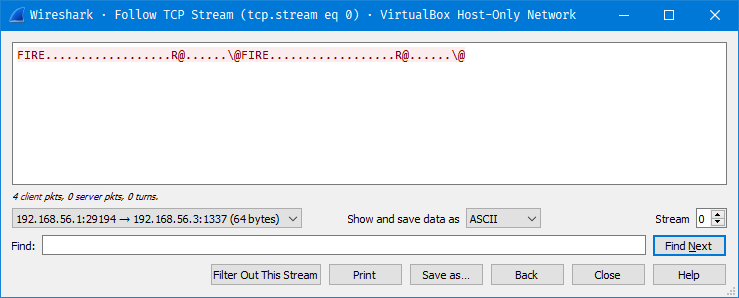 Wireshark · Follow TCP Stream (tcp.stream eq 0) · VirtualBox Host-Only Network
FIRE..................R@......\@FIRE..................R@......\@
4 client pkts, 0 server pkts, 0 turns.
192.168.56.1:29194 → 192.168.56.3:1337 (64 bytes) Show and save data as ASCII Stream 0
Find: Find Next
Filter Out This Stream Print Save as… Back Close Help